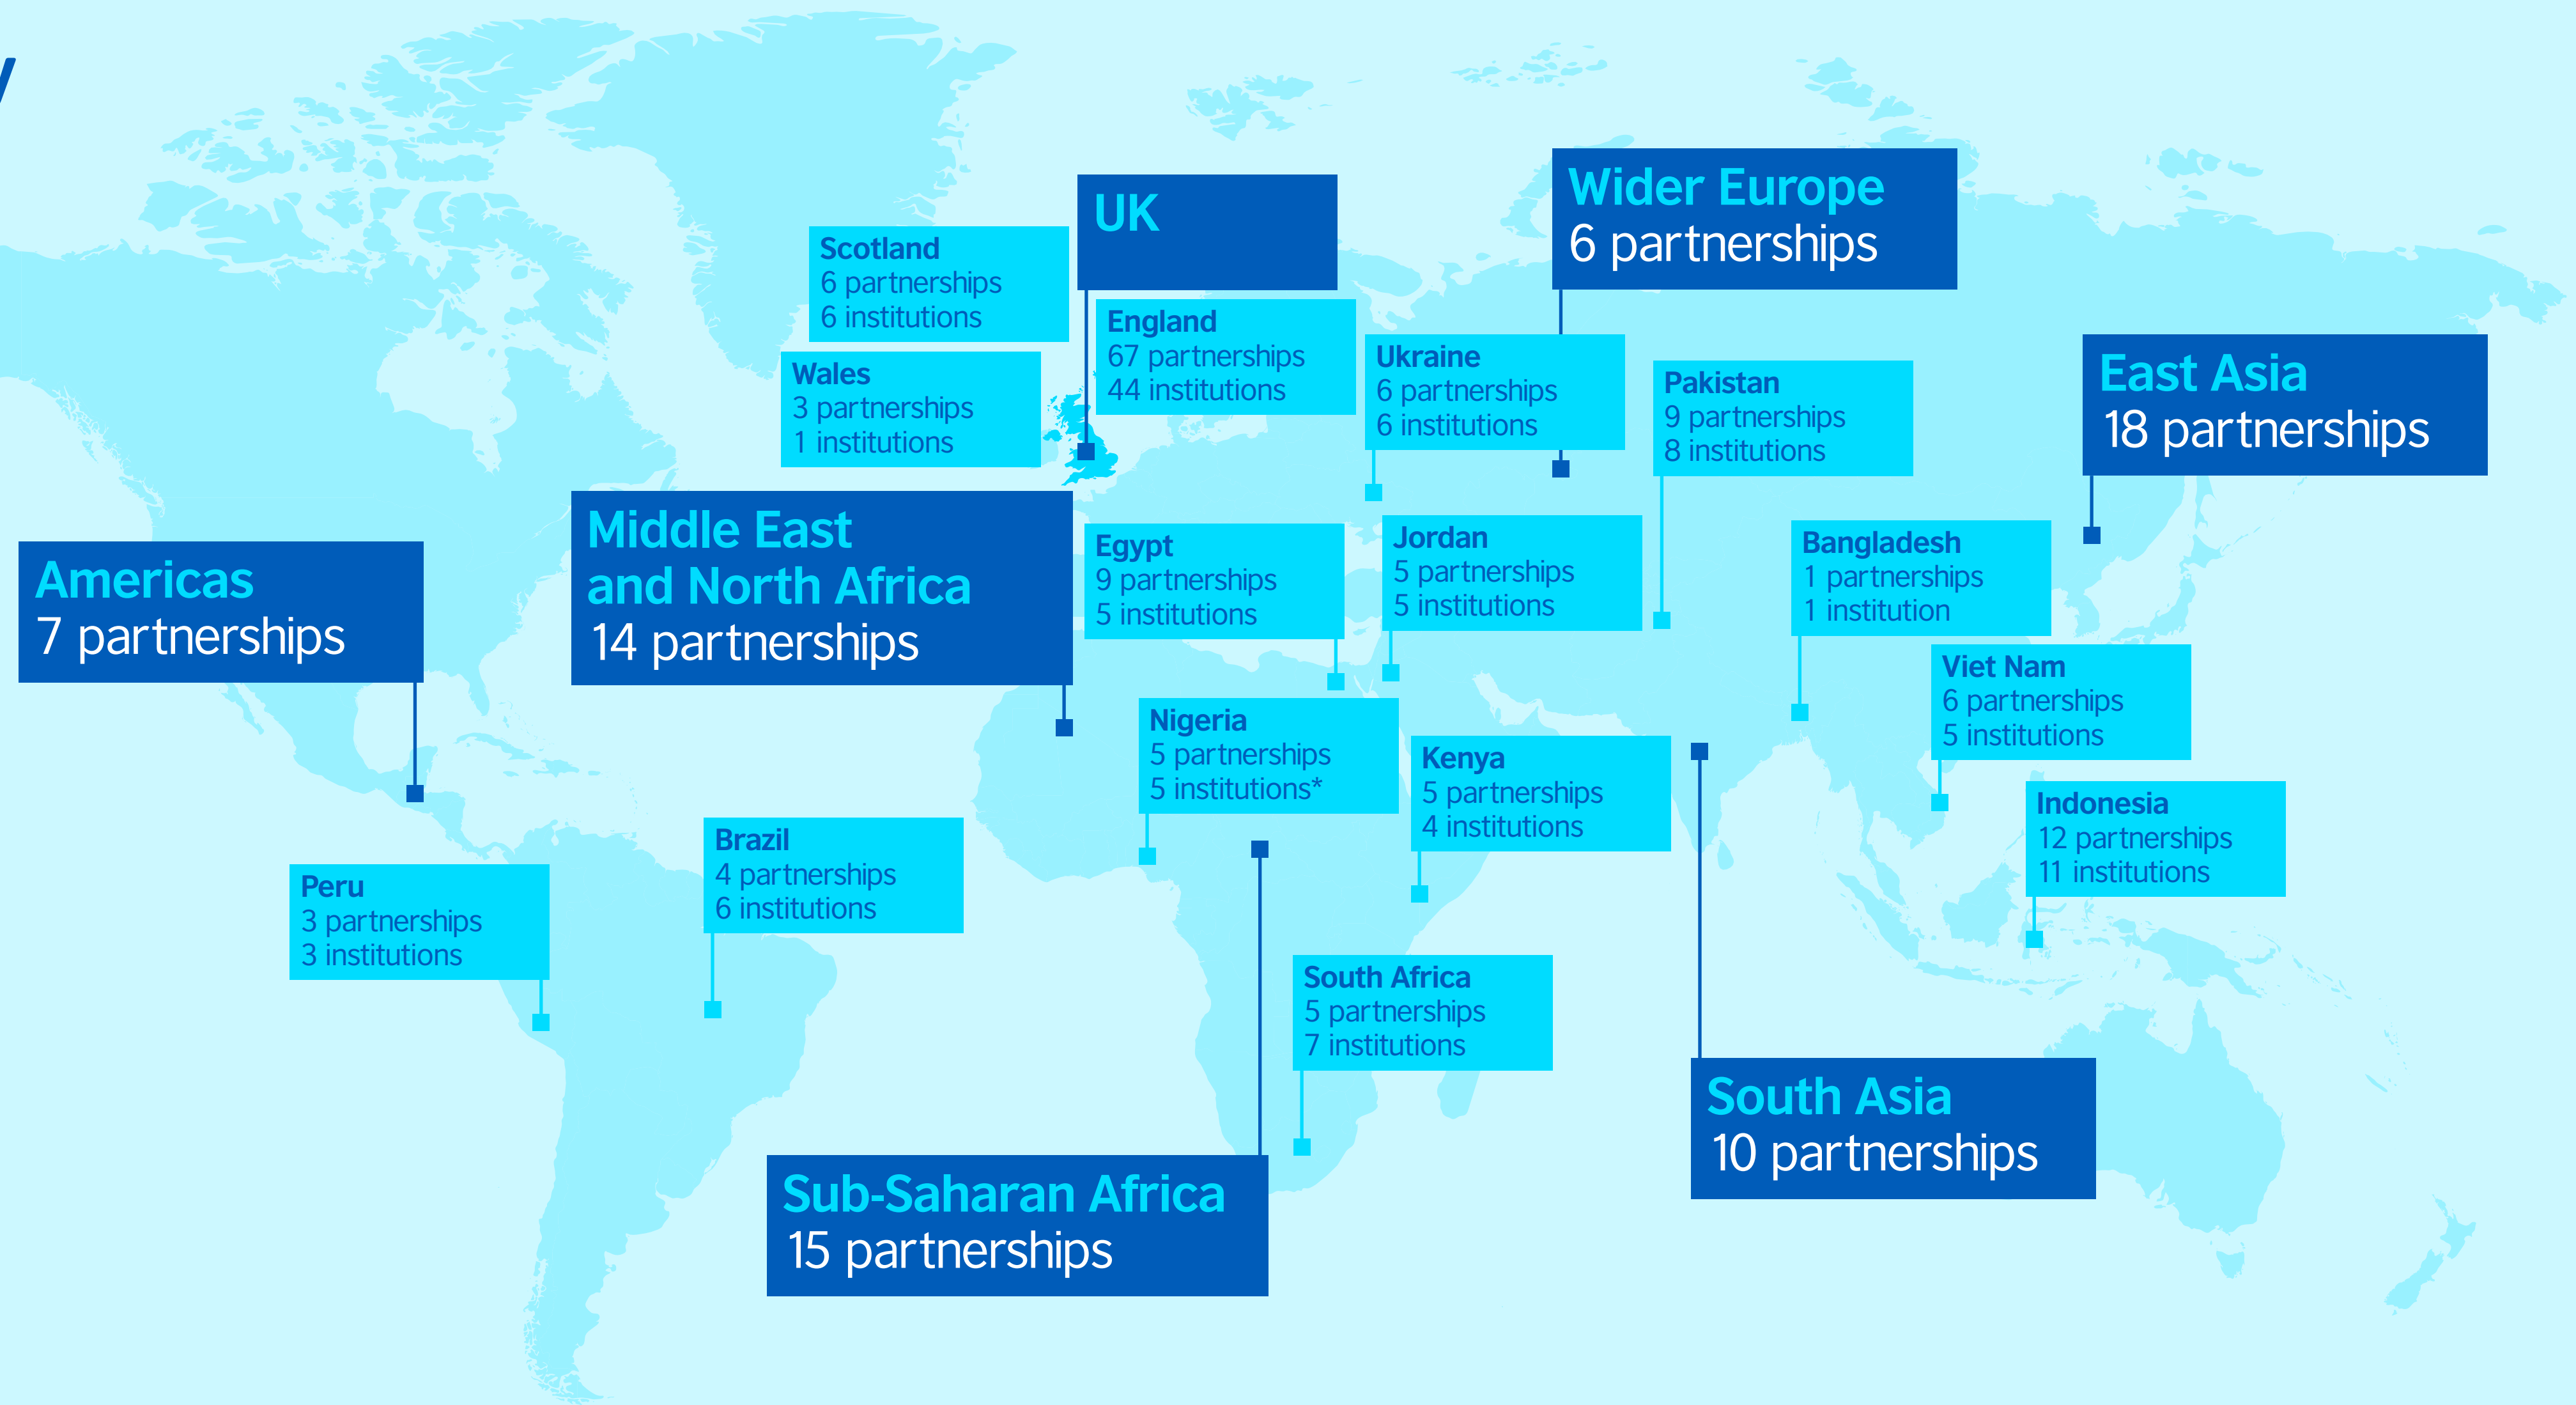 UK
Wider Europe
6 partnerships
Scotland
6 partnerships
6 institutions
England
67 partnerships
44 institutions
Ukraine
6 partnerships
6 institutions
Wales
3 partnerships
1 institutions
Pakistan
9 partnerships
8 institutions
East Asia
18 partnerships
Middle East
and North Africa
14 partnerships
Americas
7 partnerships
Egypt
9 partnerships
5 institutions
Jordan
5 partnerships
5 institutions
Bangladesh
1 partnerships
1 institution
Viet Nam
6 partnerships
5 institutions
Nigeria
5 partnerships
5 institutions*
Kenya
5 partnerships
4 institutions
Indonesia
12 partnerships
11 institutions
Brazil
4 partnerships
6 institutions
Peru
3 partnerships
3 institutions
South Africa
5 partnerships
7 institutions
South Asia
10 partnerships
Sub-Saharan Africa
15 partnerships